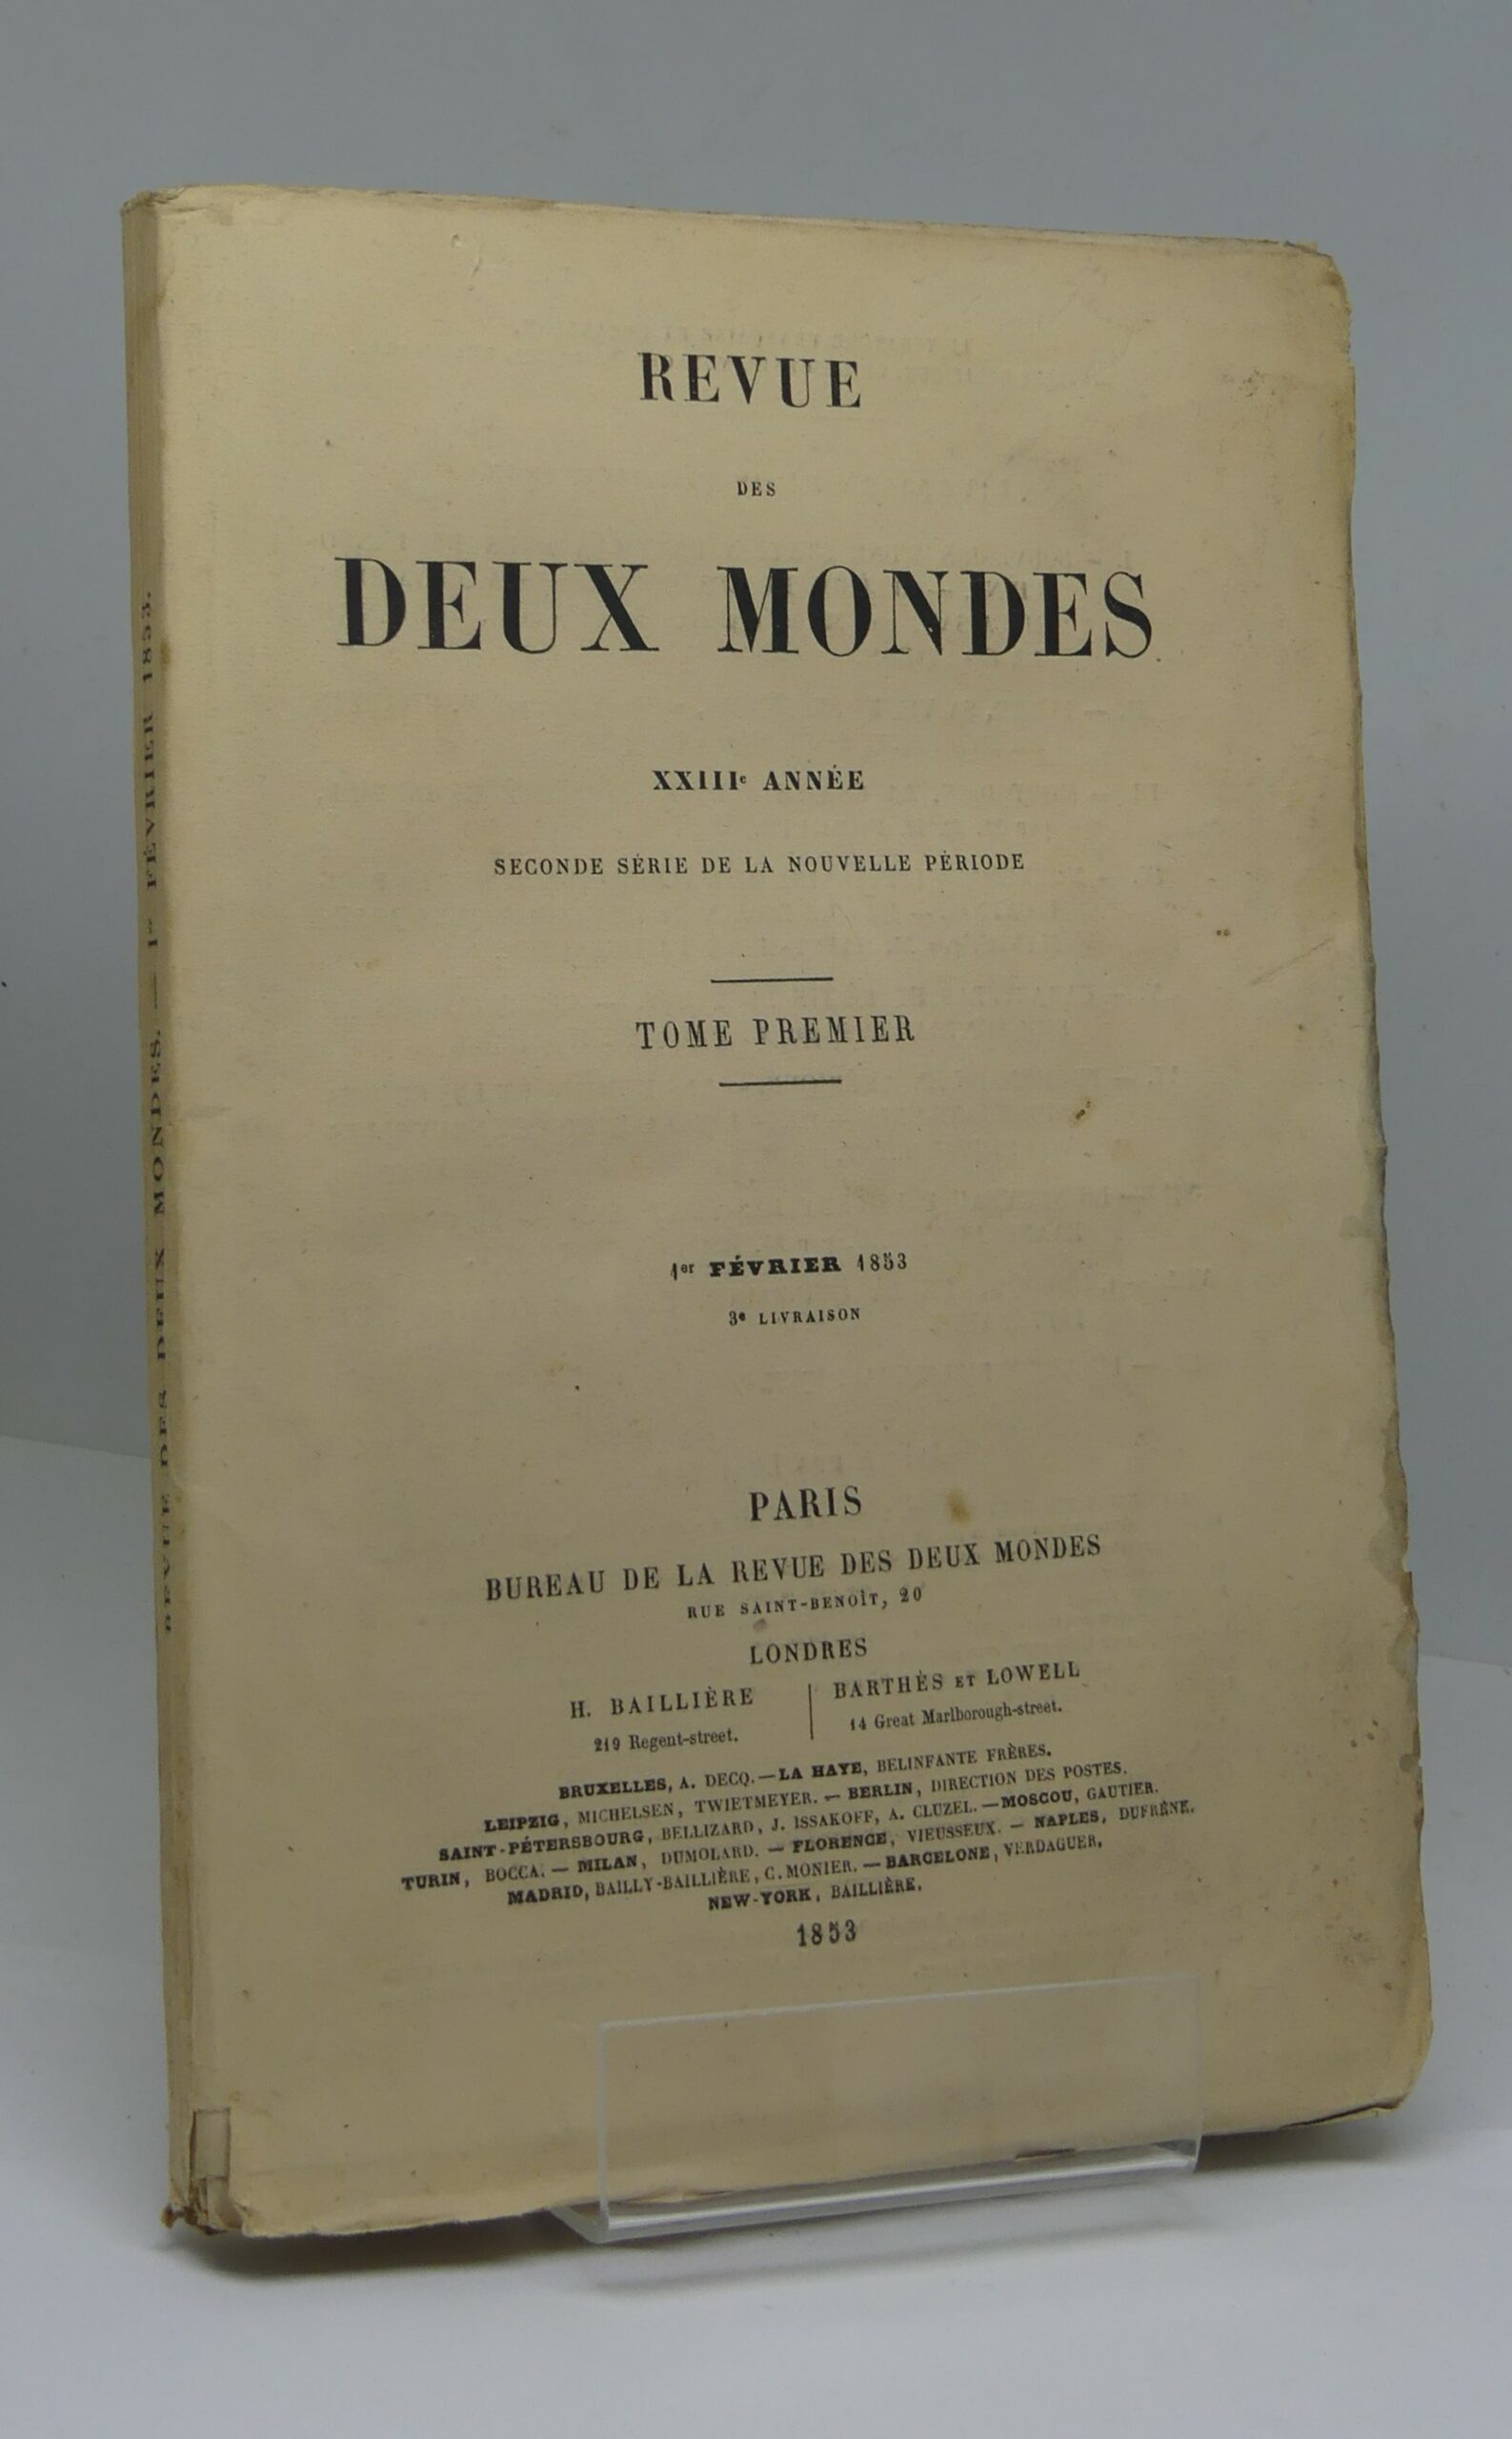 REVUE
DES
DEUX MONDES
XXIIIe ANNÉE
SECONDE SÉRIE DE LA NOUVELLE PÉRIODE
TOME PREMIER
1er FÉVRIER 1853
3e LIVRAISON
PARIS
BUREAU DE LA REVUE DES DEUX MONDES
RUE SAINT-BENOÎT, 20
LONDRES
H. BAILLIÈRE
219 Regent-street.
BARTHÈS ET LOWELL
14 Great Marlborough-street.
BRUXELLES, A. DECQ. — LA HAYE, BELINFANTE FRÈRES.
LEIPZIG, MICHELSEN, TWIETMEYER. — BERLIN, DIRECTION DES POSTES.
SAINT-PÉTERSBOURG, BELLIZARD, J. ISSAKOFF, A. CLUZEL. — MOSCOU, GAUTIER.
TURIN, BOCCA. — MILAN, DUMOLARD. — FLORENCE, VIEUSSEUX. — NAPLES, DUFRÊNE.
MADRID, BAILLY-BAILLIÈRE, C. MONIER. — BARCELONE, VERDAGUER.
NEW-YORK, BAILLIÈRE.
1853
REVUE DES DEUX MONDES. — 1er FÉVRIER 1853.